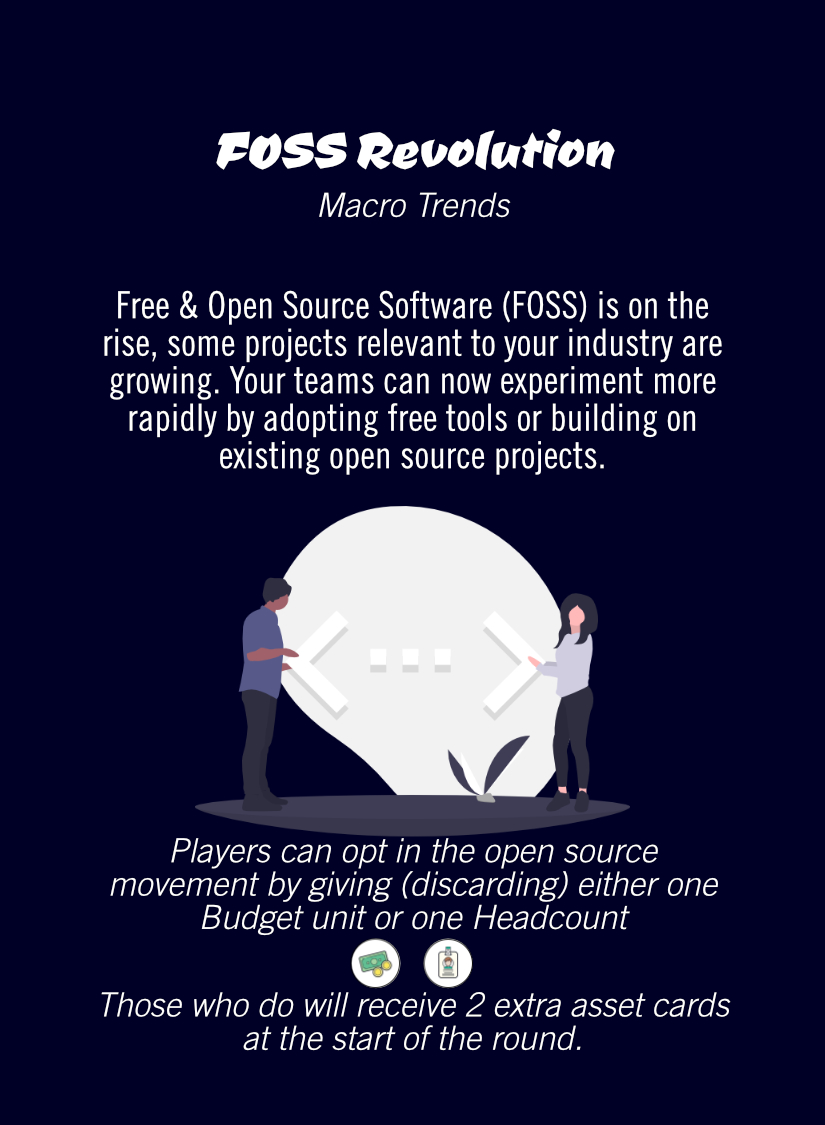 FOSS Revolution
Macro Trends
Free & Open Source Software (FOSS) is on the
rise, some projects relevant to your industry are
growing. Your teams can now experiment more
rapidly by adopting free tools or building on
existing open source projects.
Players can opt in the open source
movement by giving (discarding) either one
Budget unit or one Headcount
Those who do will receive 2 extra asset cards
at the start of the round.